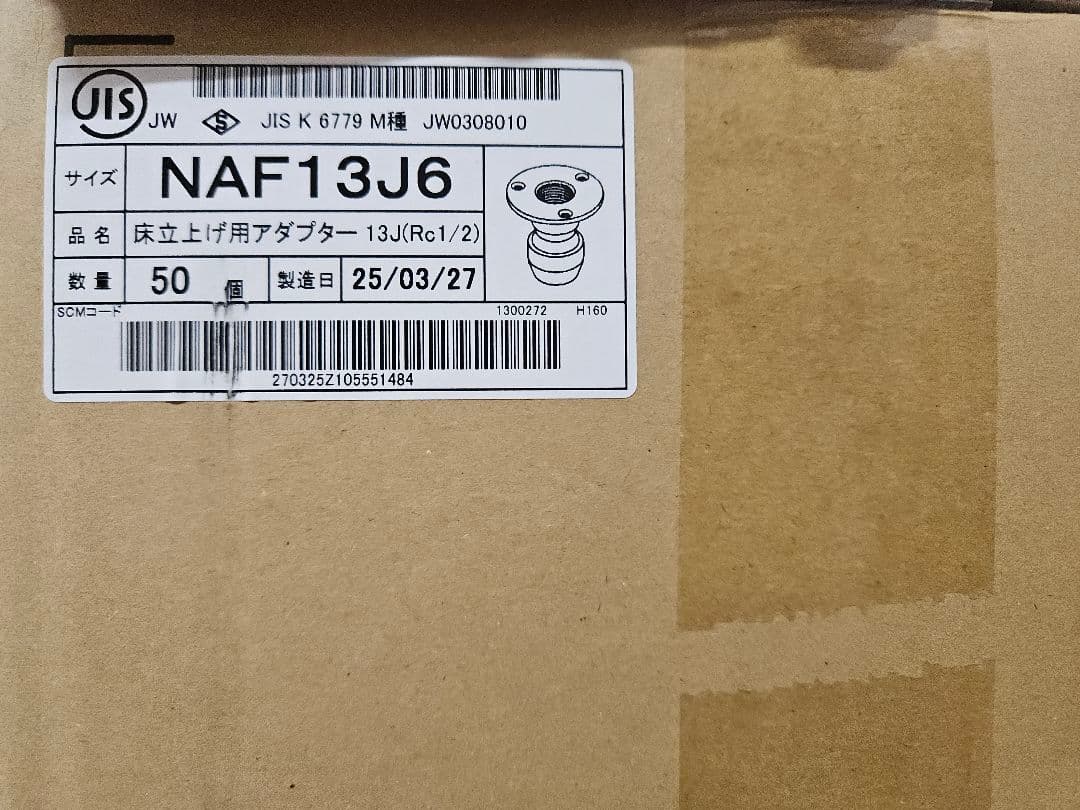 JIS JW S JIS K 6779 M種 JW0308010
サイズ NAF13J6
品名 床立上げ用アダプター 13J(Rc1/2)
数量 50 個 製造日 25/03/27
SCMコード 1300272 H160
270325Z105551484